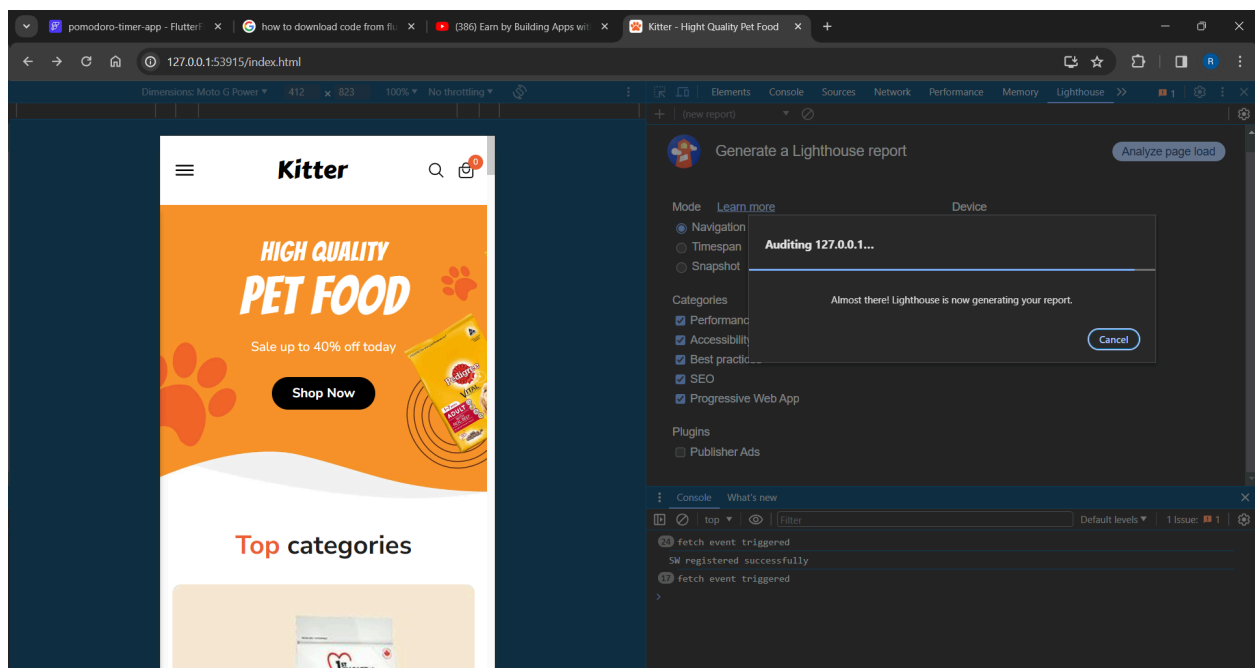 pomodoro-timer-app - FlutterF
how to download code from flu
(386) Earn by Building Apps wit
Kitter - Hight Quality Pet Food
127.0.0.1:53915/index.html
R
Dimensions: Moto G Power 412 x 823 100% No throttling
Elements Console Sources Network Performance Memory Lighthouse 1
(new report)
Kitter
0
HIGH QUALITY
PET FOOD
Sale up to 40% off today
Shop Now
Pedigree
VITAL
ADULT
Top categories
1st
Generate a Lighthouse report
Analyze page load
Mode Learn more
Device
Navigation
Timespan
Snapshot
Auditing 127.0.0.1...
Almost there! Lighthouse is now generating your report.
Cancel
Categories
Performanc
Accessibility
Best practices
SEO
Progressive Web App
Plugins
Publisher Ads
Console What's new
top Filter Default levels 1 Issue: 1
24 fetch event triggered
SW registered successfully
17 fetch event triggered